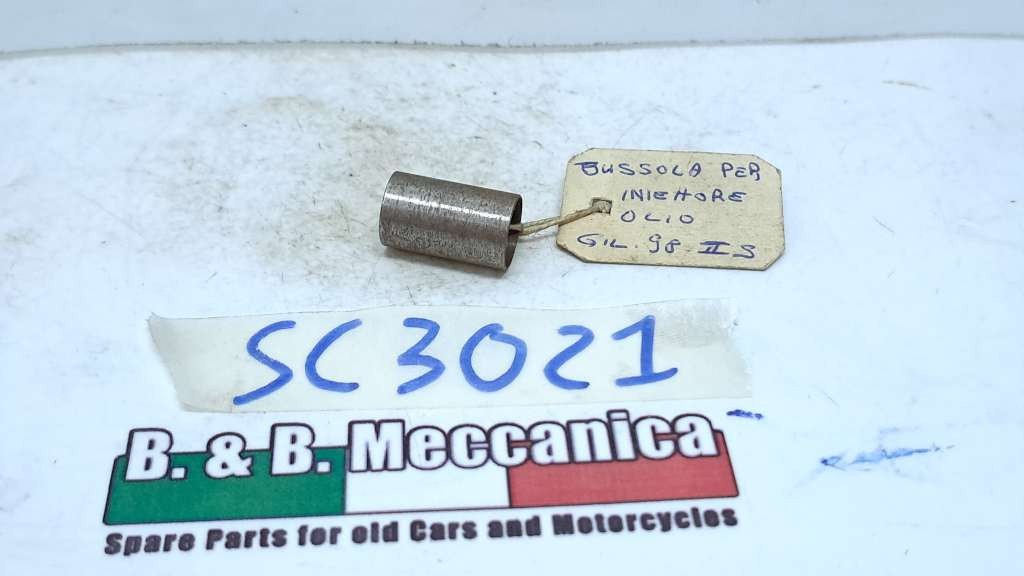 BUSSOLA PER
INIETTORE
OLIO
GIL. 98 II S
SC3021
B. & B. Meccanica
Spare Parts for old Cars and Motorcycles